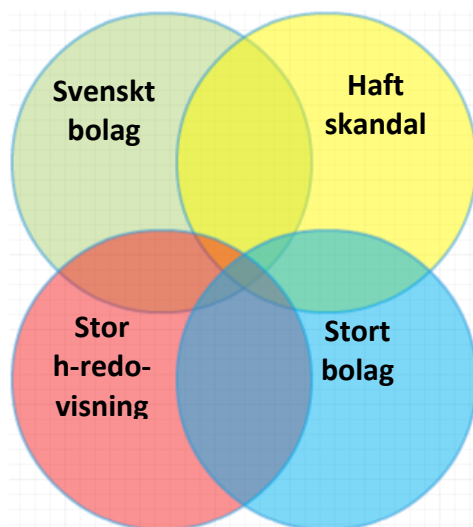 Svenskt
bolag
Haft
skandal
Stor
h-redo-
visning
Stort
bolag